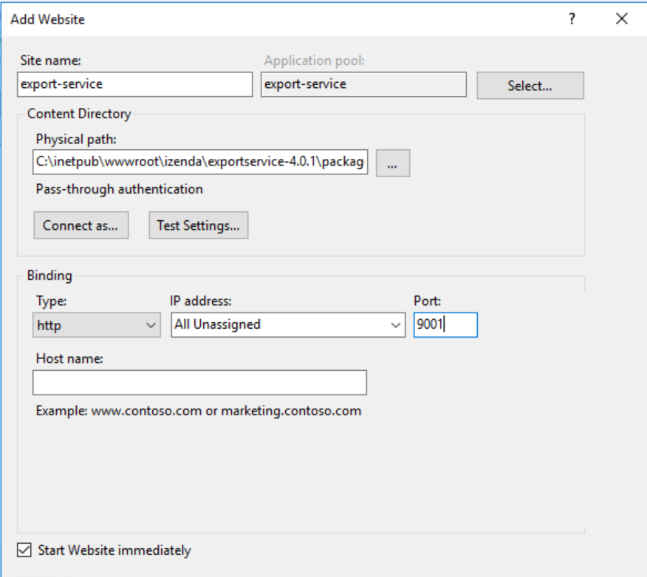 Add Website
?
Site name:
Application pool:
export-service
export-service
Select...
Content Directory
Physical path:
C:\inetpub\wwwroot\izenda\exportservice-4.0.1\packag
...
Pass-through authentication
Connect as...
Test Settings...
Binding
Type:
IP address:
Port:
http
All Unassigned
9001
Host name:
Example: www.contoso.com or marketing.contoso.com
Start Website immediately